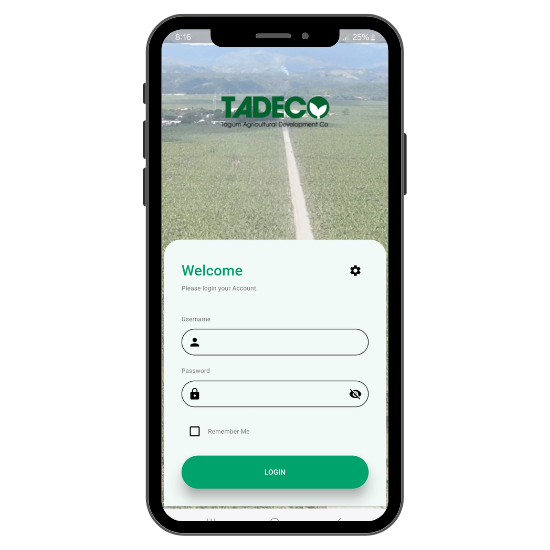 8:16
25%
TADECO
Tagum Agricultural Development Co
Welcome
Please login your Account
Username
Password
Remember Me
LOGIN